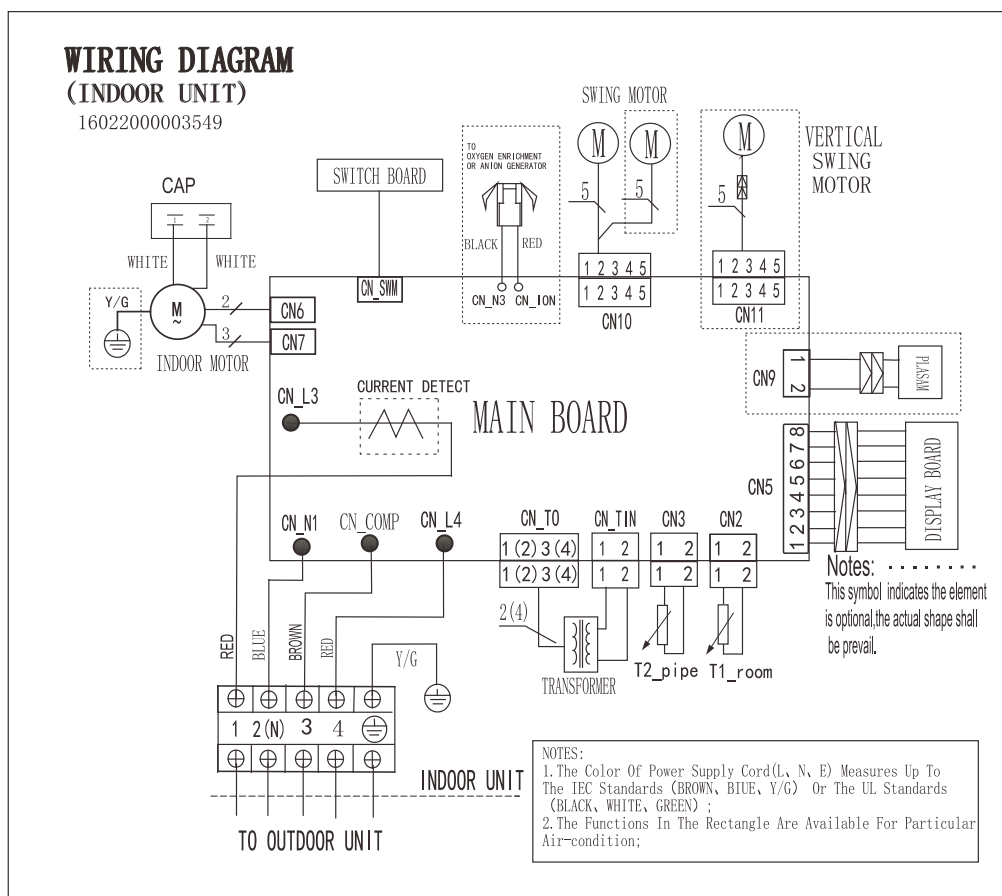 WIRING DIAGRAM
(INDOOR UNIT)
16022000003549
CAP
1 2
WHITE WHITE
Y/G
M
~
INDOOR MOTOR
2
3
SWITCH BOARD
CN_SWM
CN6
CN7
TO
OXYGEN ENRICHMENT
OR ANION GENERATOR
BLACK RED
CN_N3 CN_ION
SWING MOTOR
M M
5 5
1 2 3 4 5
1 2 3 4 5
CN10
M
VERTICAL
SWING
MOTOR
5
1 2 3 4 5
1 2 3 4 5
CN11
CN9
1
2
PLASAM
CN_L3
CURRENT DETECT
MAIN BOARD
CN5
1 2 3 4 5 6 7 8
DISPLAY BOARD
CN_N1 CN_COMP CN_L4
CN_TO CN_TIN CN3 CN2
1(2)3(4) 1 2 1 2 1 2
1(2)3(4) 1 2 1 2 1 2
2(4)
TRANSFORMER
T2_pipe T1_room
Notes: ········
This symbol indicates the element
is optional,the actual shape shall
be prevail.
RED BLUE BROWN RED Y/G
1 2(N) 3 4
INDOOR UNIT
TO OUTDOOR UNIT
NOTES:
1.The Color Of Power Supply Cord(L、N、E) Measures Up To
The IEC Standards (BROWN、BIUE、Y/G) Or The UL Standards
(BLACK、WHITE、GREEN) ;
2.The Functions In The Rectangle Are Available For Particular
Air-condition;